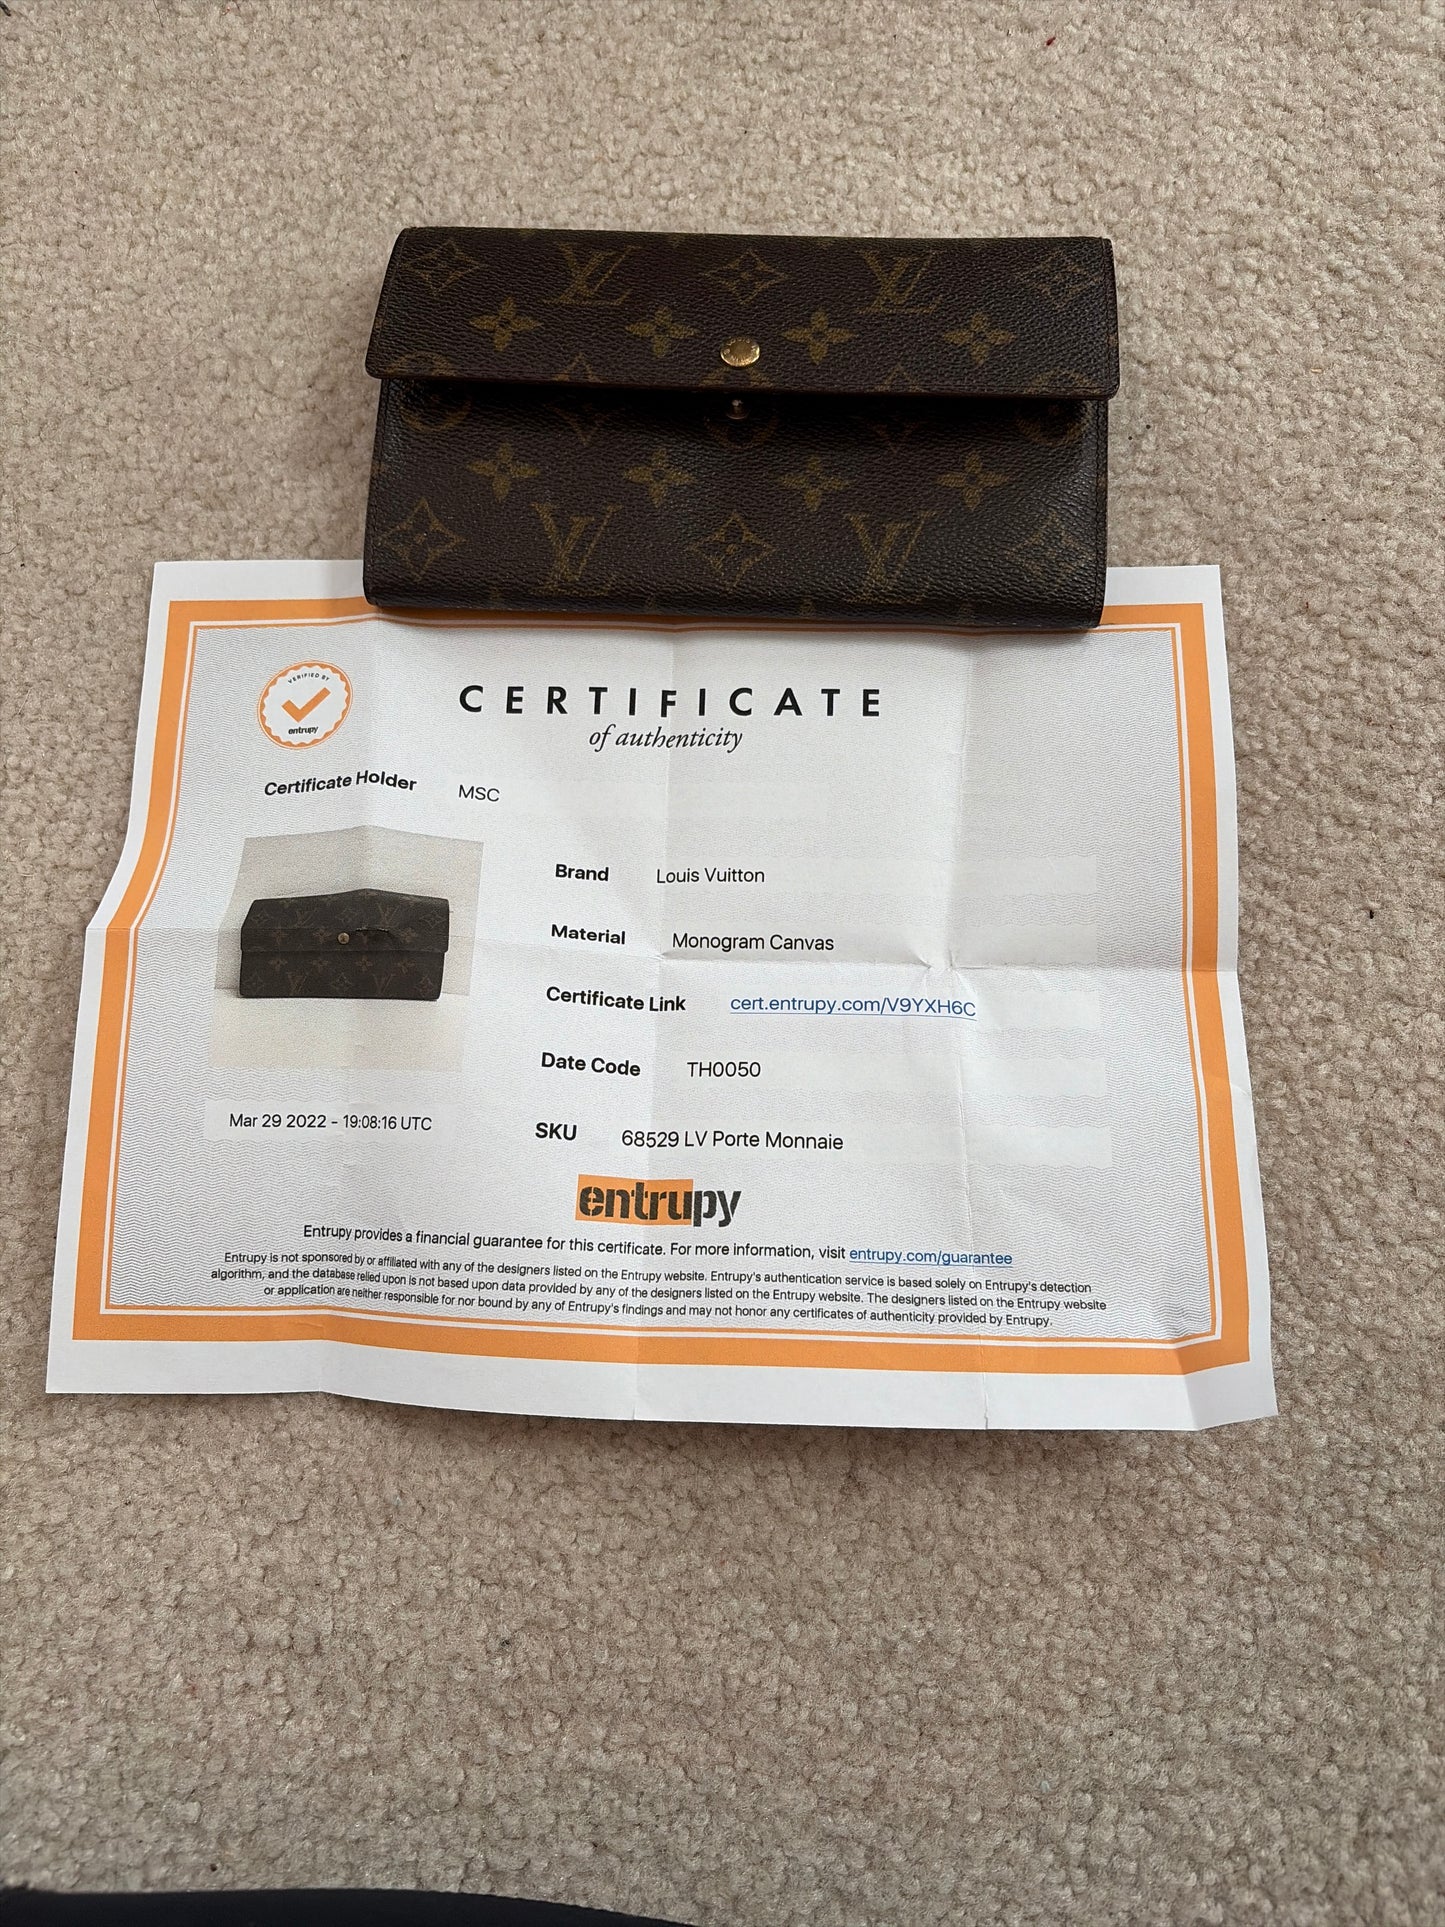 LV LV
LV LV
VERIFIED BY
entrupy
CERTIFICATE
of authenticity
Certificate Holder MSC
Brand Louis Vuitton
Material Monogram Canvas
Certificate Link cert.entrupy.com/V9YXH6C
Date Code TH0050
Mar 29 2022 - 19:08:16 UTC
SKU 68529 LV Porte Monnaie
entrupy
Entrupy provides a financial guarantee for this certificate. For more information, visit entrupy.com/guarantee
Entrupy is not sponsored by or affiliated with any of the designers listed on the Entrupy website. Entrupy's authentication service is based solely on Entrupy's detection
algorithm, and the database relied upon is not based upon data provided by any of the designers listed on the Entrupy website. The designers listed on the Entrupy website
or application are neither responsible for nor bound by any of Entrupy's findings and may not honor any certificates of authenticity provided by Entrupy.